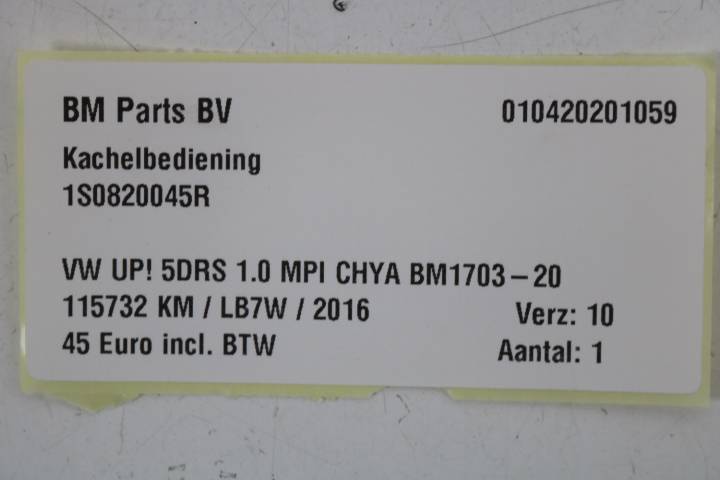 BM Parts BV 010420201059
Kachelbediening
1S0820045R
VW UP! 5DRS 1.0 MPI CHYA BM1703-20
115732 KM / LB7W / 2016 Verz: 10
45 Euro incl. BTW Aantal: 1